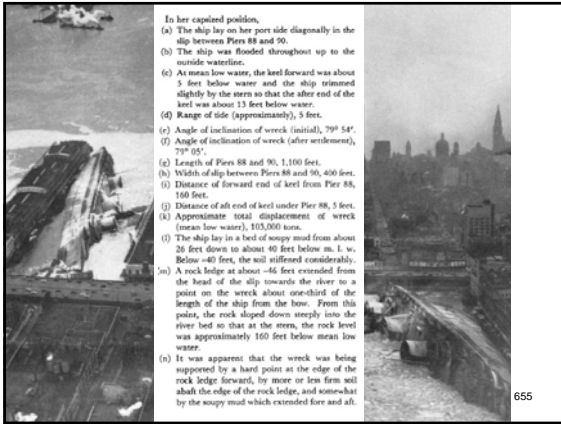 In her capsized position,
(a) The ship lay on her port side diagonally in the
slip between Piers 88 and 90.
(b) The ship was flooded throughout up to the
outside waterline.
(c) At mean low water, the keel forward was about
5 feet below water and the ship trimmed
slightly by the stern so that the after end of the
keel was about 13 feet below water.
(d) Range of tide (approximately), 5 feet.
(e) Angle of inclination of wreck (initial), 79° 54'.
(f) Angle of inclination of wreck (after settlement),
79° 05'.
(g) Length of Piers 88 and 90, 1,100 feet.
(h) Width of slip between Piers 88 and 90, 400 feet.
(i) Distance of forward end of keel from Pier 88,
160 feet.
(j) Distance of aft end of keel under Pier 88, 5 feet.
(k) Approximate total displacement of wreck
(mean low water), 103,000 tons.
(l) The ship lay in a bed of soupy mud from about
26 feet down to about 40 feet below m. l. w.
Below -40 feet, the soil stiffened considerably.
(m) A rock ledge at about -46 feet extended from
the head of the slip towards the river to a
point on the wreck about one-third of the
length of the ship from the bow. From this
point, the rock sloped down steeply into the
river bed so that at the stern, the rock level
was approximately 160 feet below mean low
water.
(n) It was apparent that the wreck was being
supported by a hard point at the edge of the
rock ledge forward, by more or less firm soil
abaft the edge of the rock ledge, and somewhat
by the soupy mud which extended fore and aft.
655